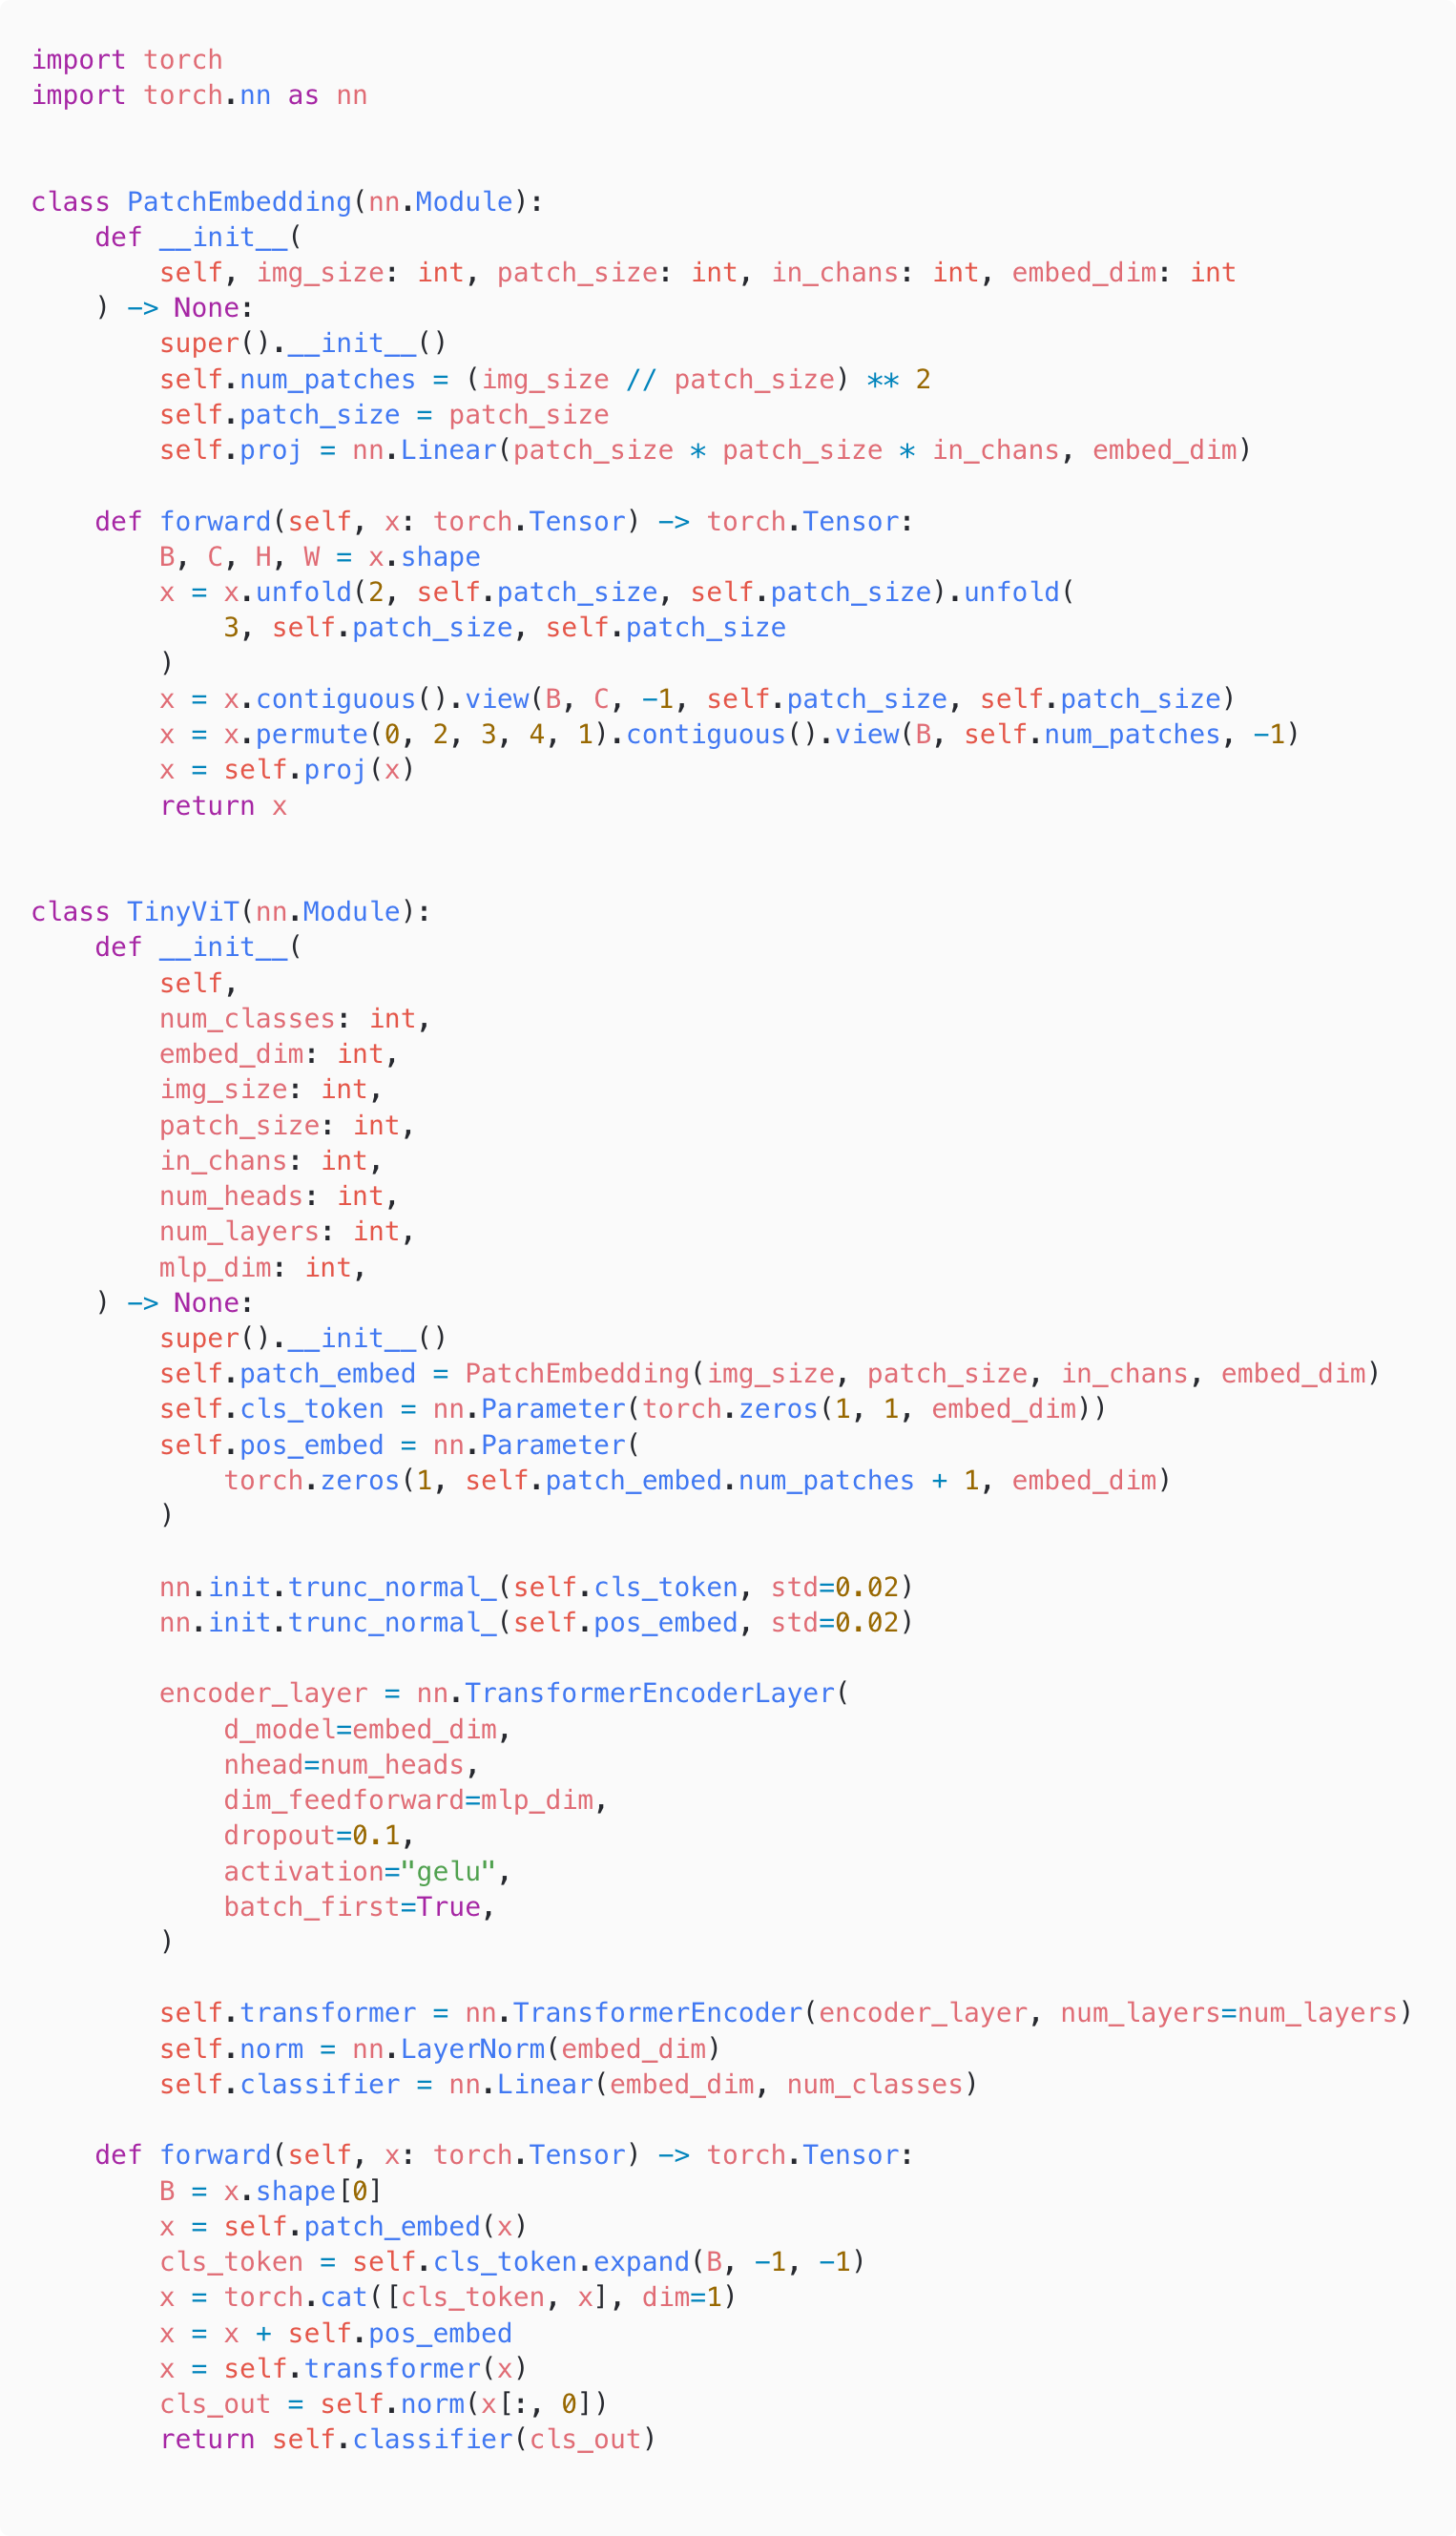 import torch
import torch.nn as nn
class PatchEmbedding(nn.Module):
    def __init__(
        self, img_size: int, patch_size: int, in_chans: int, embed_dim: int
    ) -> None:
        super().__init__()
        self.num_patches = (img_size // patch_size) ** 2
        self.patch_size = patch_size
        self.proj = nn.Linear(patch_size * patch_size * in_chans, embed_dim)
    def forward(self, x: torch.Tensor) -> torch.Tensor:
        B, C, H, W = x.shape
        x = x.unfold(2, self.patch_size, self.patch_size).unfold(
            3, self.patch_size, self.patch_size
        )
        x = x.contiguous().view(B, C, -1, self.patch_size, self.patch_size)
        x = x.permute(0, 2, 3, 4, 1).contiguous().view(B, self.num_patches, -1)
        x = self.proj(x)
        return x
class TinyViT(nn.Module):
    def __init__(
        self,
        num_classes: int,
        embed_dim: int,
        img_size: int,
        patch_size: int,
        in_chans: int,
        num_heads: int,
        num_layers: int,
        mlp_dim: int,
    ) -> None:
        super().__init__()
        self.patch_embed = PatchEmbedding(img_size, patch_size, in_chans, embed_dim)
        self.cls_token = nn.Parameter(torch.zeros(1, 1, embed_dim))
        self.pos_embed = nn.Parameter(
            torch.zeros(1, self.patch_embed.num_patches + 1, embed_dim)
        )
        nn.init.trunc_normal_(self.cls_token, std=0.02)
        nn.init.trunc_normal_(self.pos_embed, std=0.02)
        encoder_layer = nn.TransformerEncoderLayer(
            d_model=embed_dim,
            nhead=num_heads,
            dim_feedforward=mlp_dim,
            dropout=0.1,
            activation="gelu",
            batch_first=True,
        )
        self.transformer = nn.TransformerEncoder(encoder_layer, num_layers=num_layers)
        self.norm = nn.LayerNorm(embed_dim)
        self.classifier = nn.Linear(embed_dim, num_classes)
    def forward(self, x: torch.Tensor) -> torch.Tensor:
        B = x.shape[0]
        x = self.patch_embed(x)
        cls_token = self.cls_token.expand(B, -1, -1)
        x = torch.cat([cls_token, x], dim=1)
        x = x + self.pos_embed
        x = self.transformer(x)
        cls_out = self.norm(x[:, 0])
        return self.classifier(cls_out)